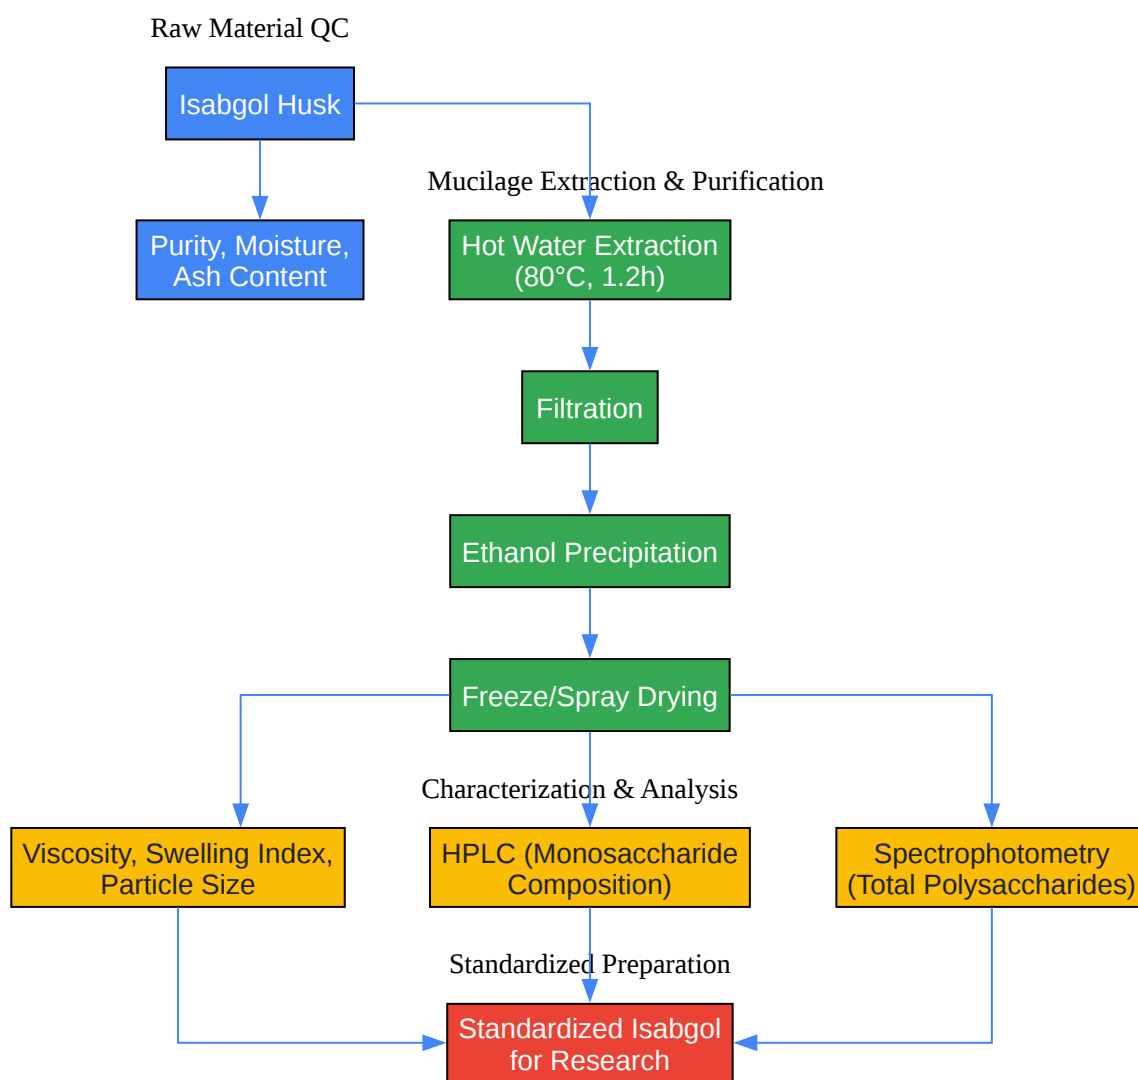 Raw Material QC
Isabgol Husk
Mucilage Extraction & Purification
Purity, Moisture,
Ash Content
Hot Water Extraction
(80°C, 1.2h)
Filtration
Ethanol Precipitation
Freeze/Spray Drying
Characterization & Analysis
Viscosity, Swelling Index,
Particle Size
HPLC (Monosaccharide
Composition)
Spectrophotometry
(Total Polysaccharides)
Standardized Preparation
Standardized Isabgol
for Research